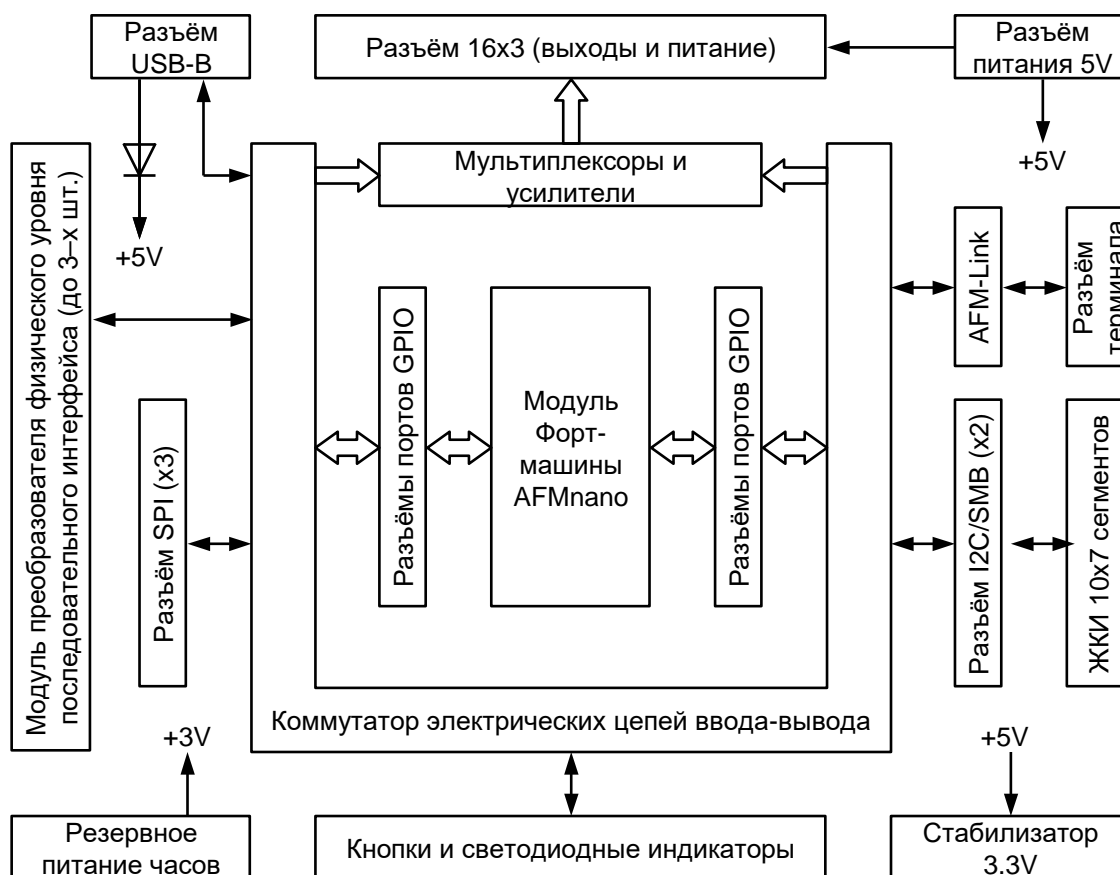 Разъём
USB-B
Разъём 16x3 (выходы и питание)
Разъём
питания 5V
+5V
Мультиплексоры и
усилители
+5V
Модуль преобразователя физического уровня
последовательного интерфейса (до 3–х шт.)
AFM-Link
Разъём
терминала
Разъёмы портов GPIO
Модуль
Форт-
машины
AFMnano
Разъёмы портов GPIO
Разъём SPI (x3)
Разъём I2C/SMB (x2)
ЖКИ 10x7 сегментов
Коммутатор электрических цепей ввода-вывода
+3V
+5V
Резервное
питание часов
Кнопки и светодиодные индикаторы
Стабилизатор
3.3V